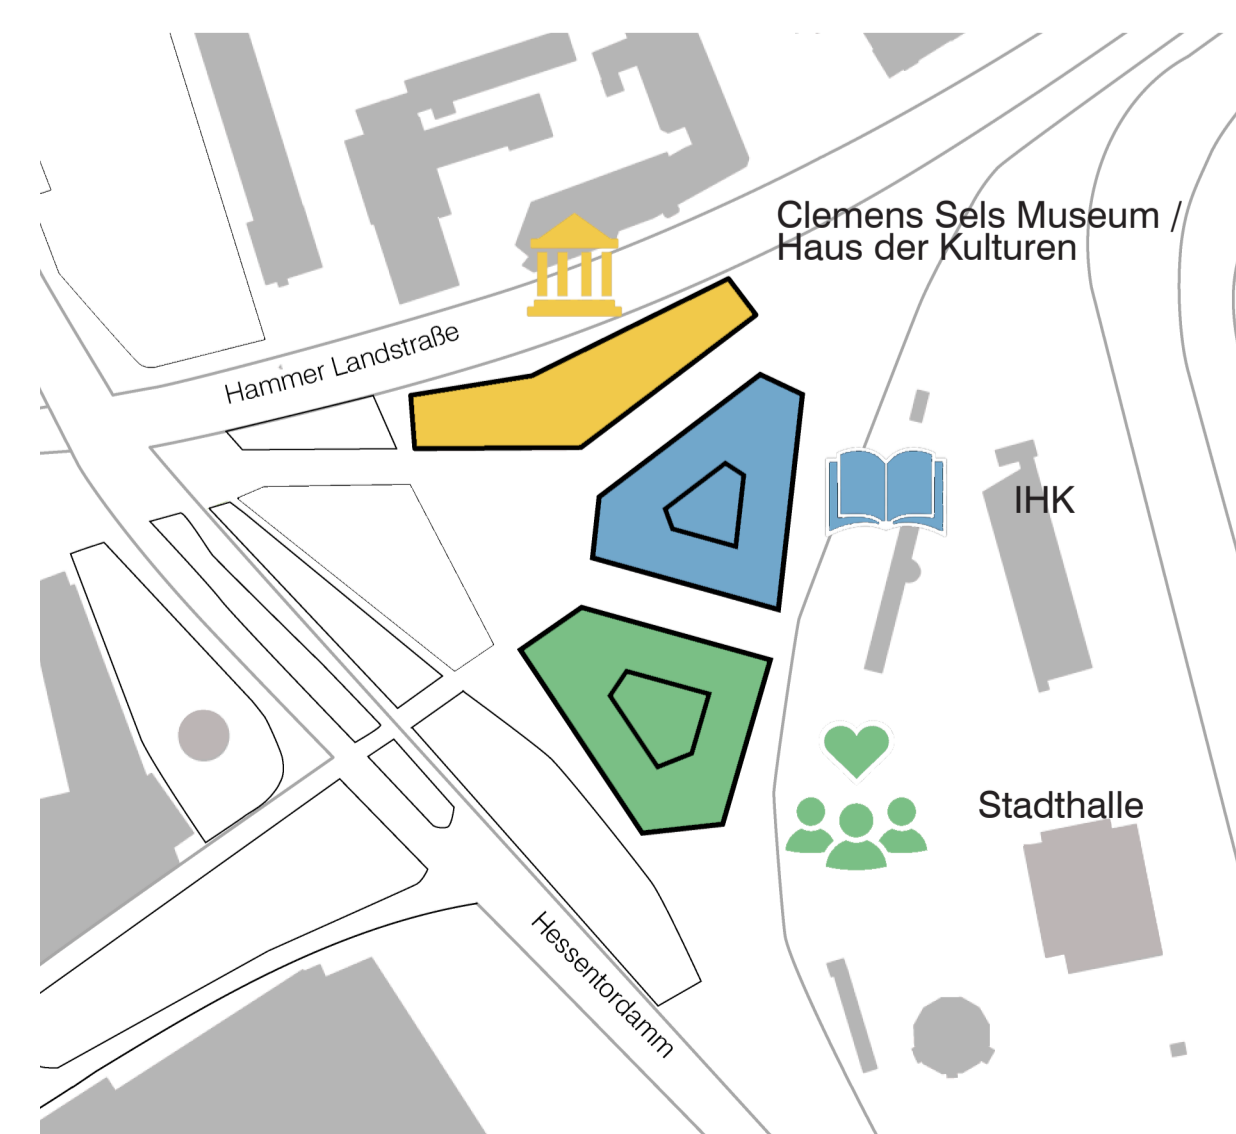 Clemens Sels Museum /
Haus der Kulturen
Hammer Landstraße
IHK
Stadthalle
Hessentordamm